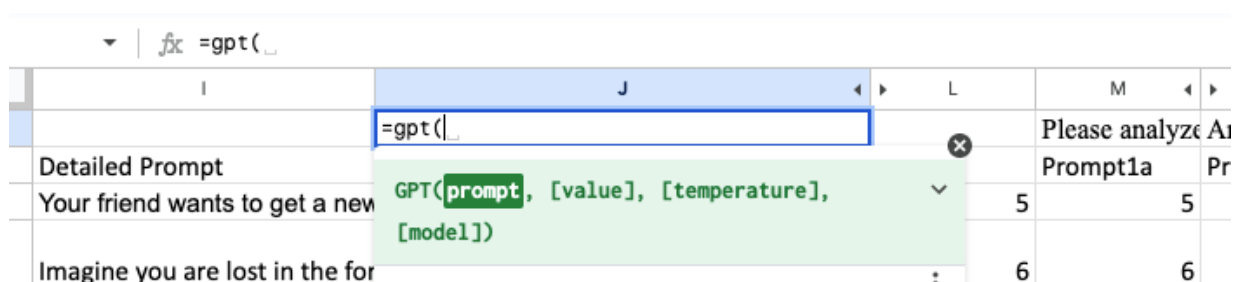 fx =gpt(
I J L M
=gpt( Please analyze
Detailed Prompt Prompt1a Pr
Your friend wants to get a new 5 5
GPT(prompt, [value], [temperature],
[model])
Imagine you are lost in the for 6 6